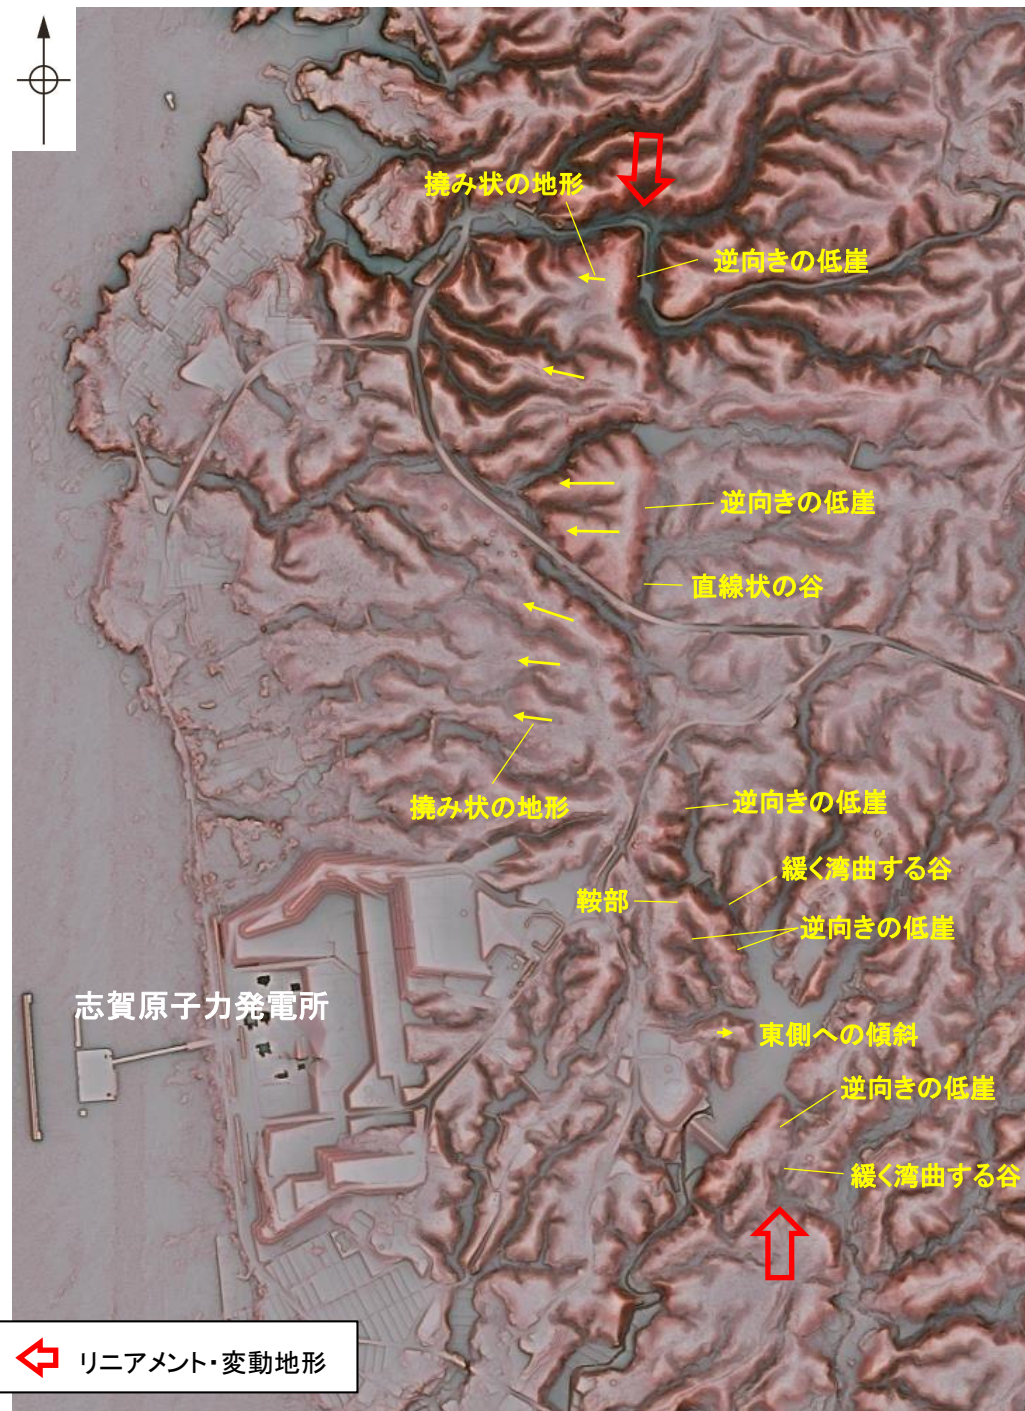 撓み状の地形
逆向きの低崖
逆向きの低崖
直線状の谷
撓み状の地形
逆向きの低崖
緩く湾曲する谷
鞍部
逆向きの低崖
志賀原子力発電所
東側への傾斜
逆向きの低崖
緩く湾曲する谷
リニアメント・変動地形